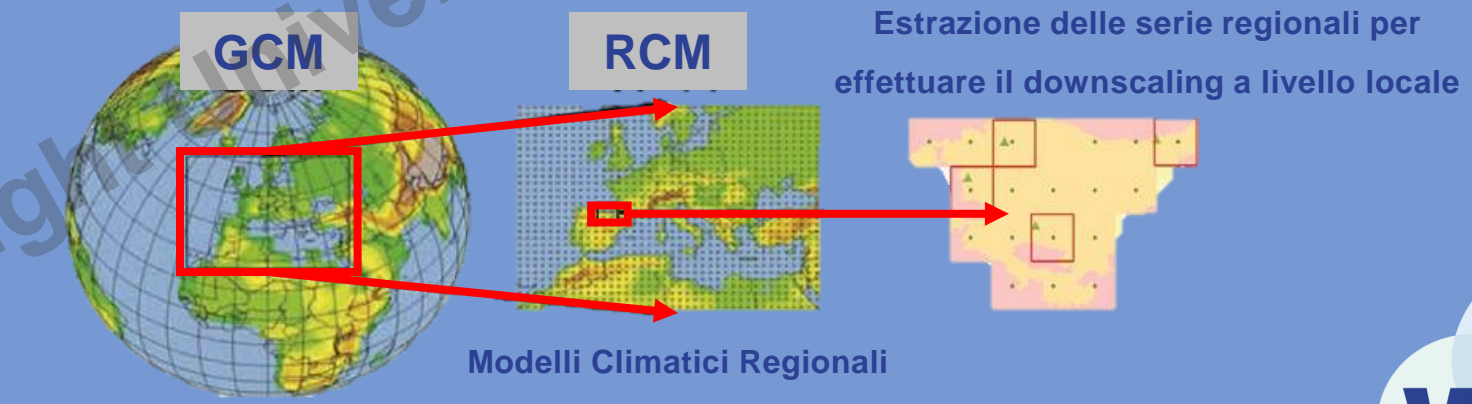 GCM
RCM
Estrazione delle serie regionali per
effettuare il downscaling a livello locale
Modelli Climatici Regionali